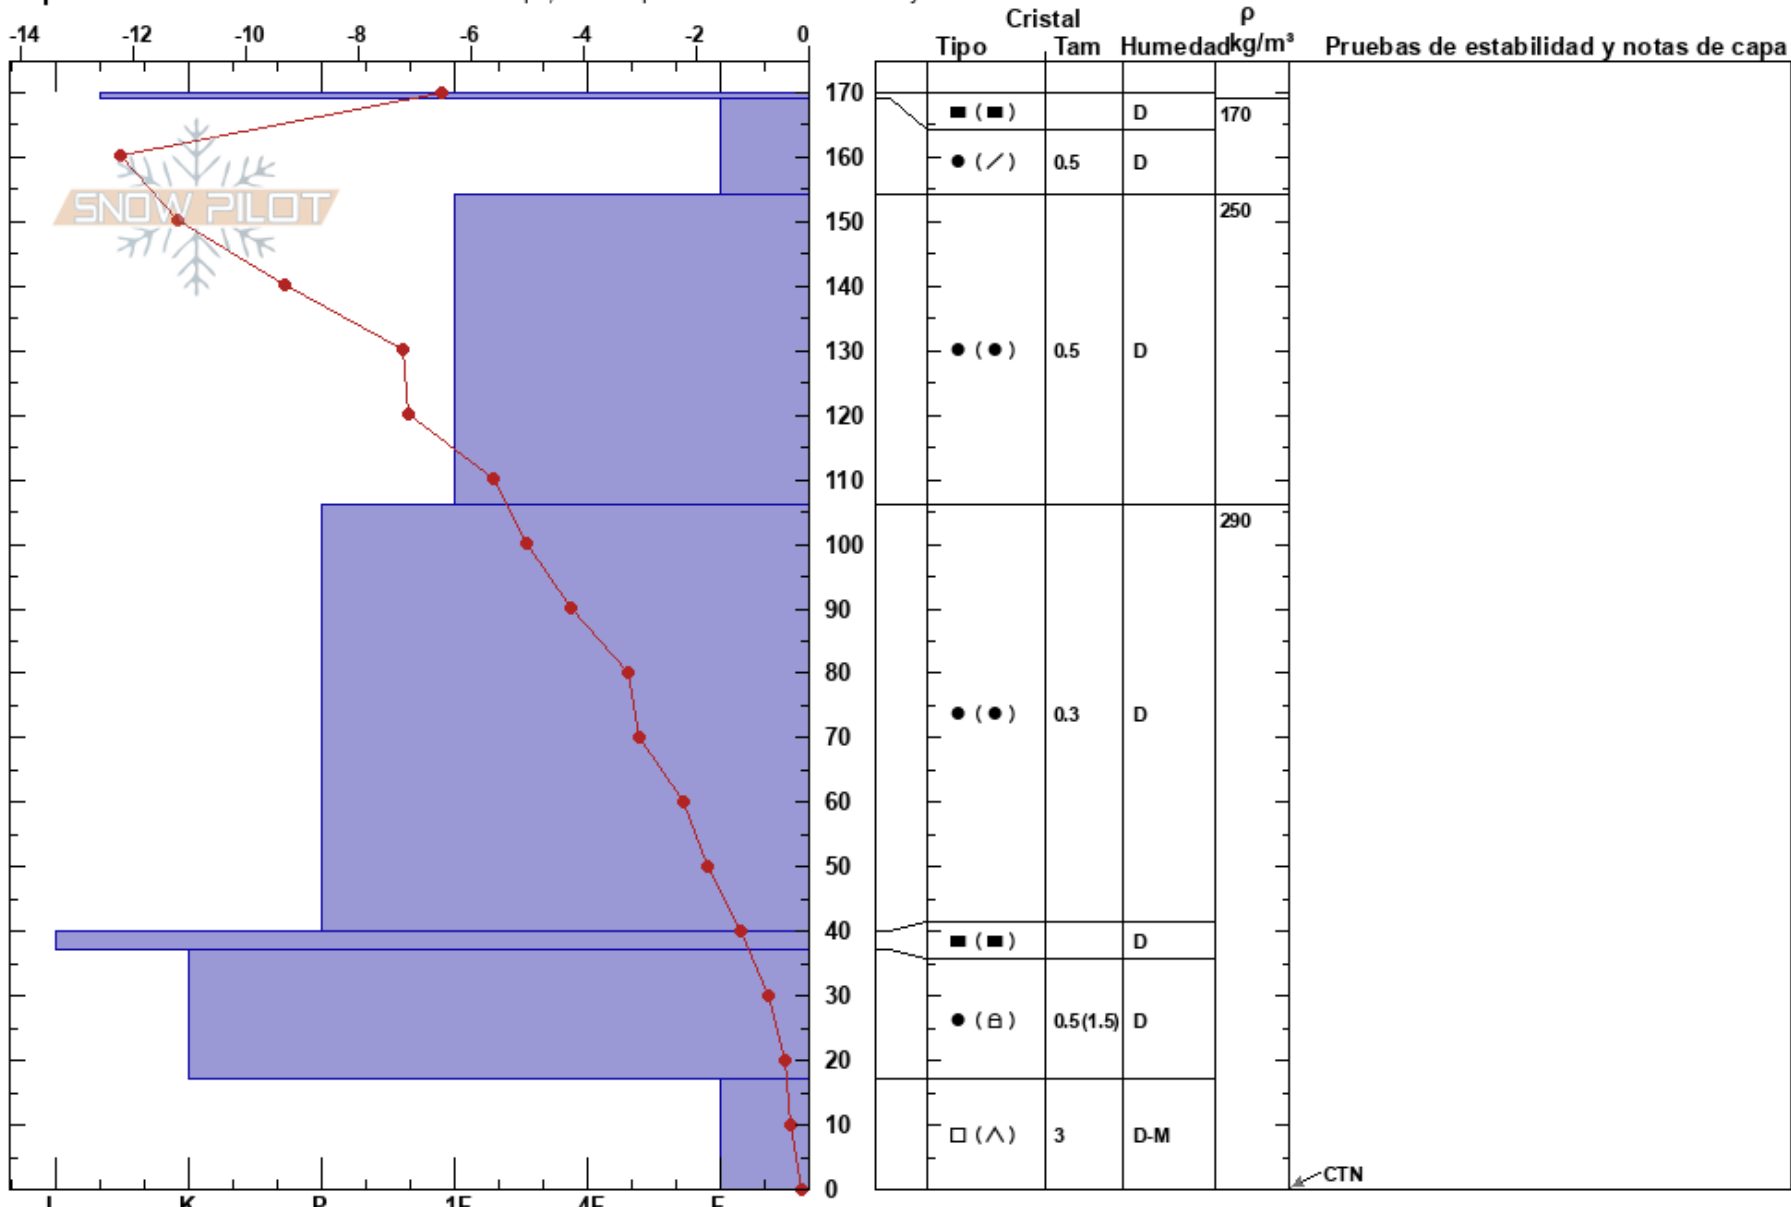 Cristal ρ
Tipo Tam Humedad kg/m³ Pruebas de estabilidad y notas de capa
-14 -12 -10 -8 -6 -4 -2 0
170
■ (■) D 170
160 ● (/) 0.5 D
SNOW PILOT
150 250
140
130 ● (●) 0.5 D
120
110
290
100
90
80
70 ● (●) 0.3 D
60
50
40 ■ (■) D
30
● (⊖) 0.5(1.5) D
20
10 □ (∧) 3 D-M
CTN
0
I K P 1F 4F F